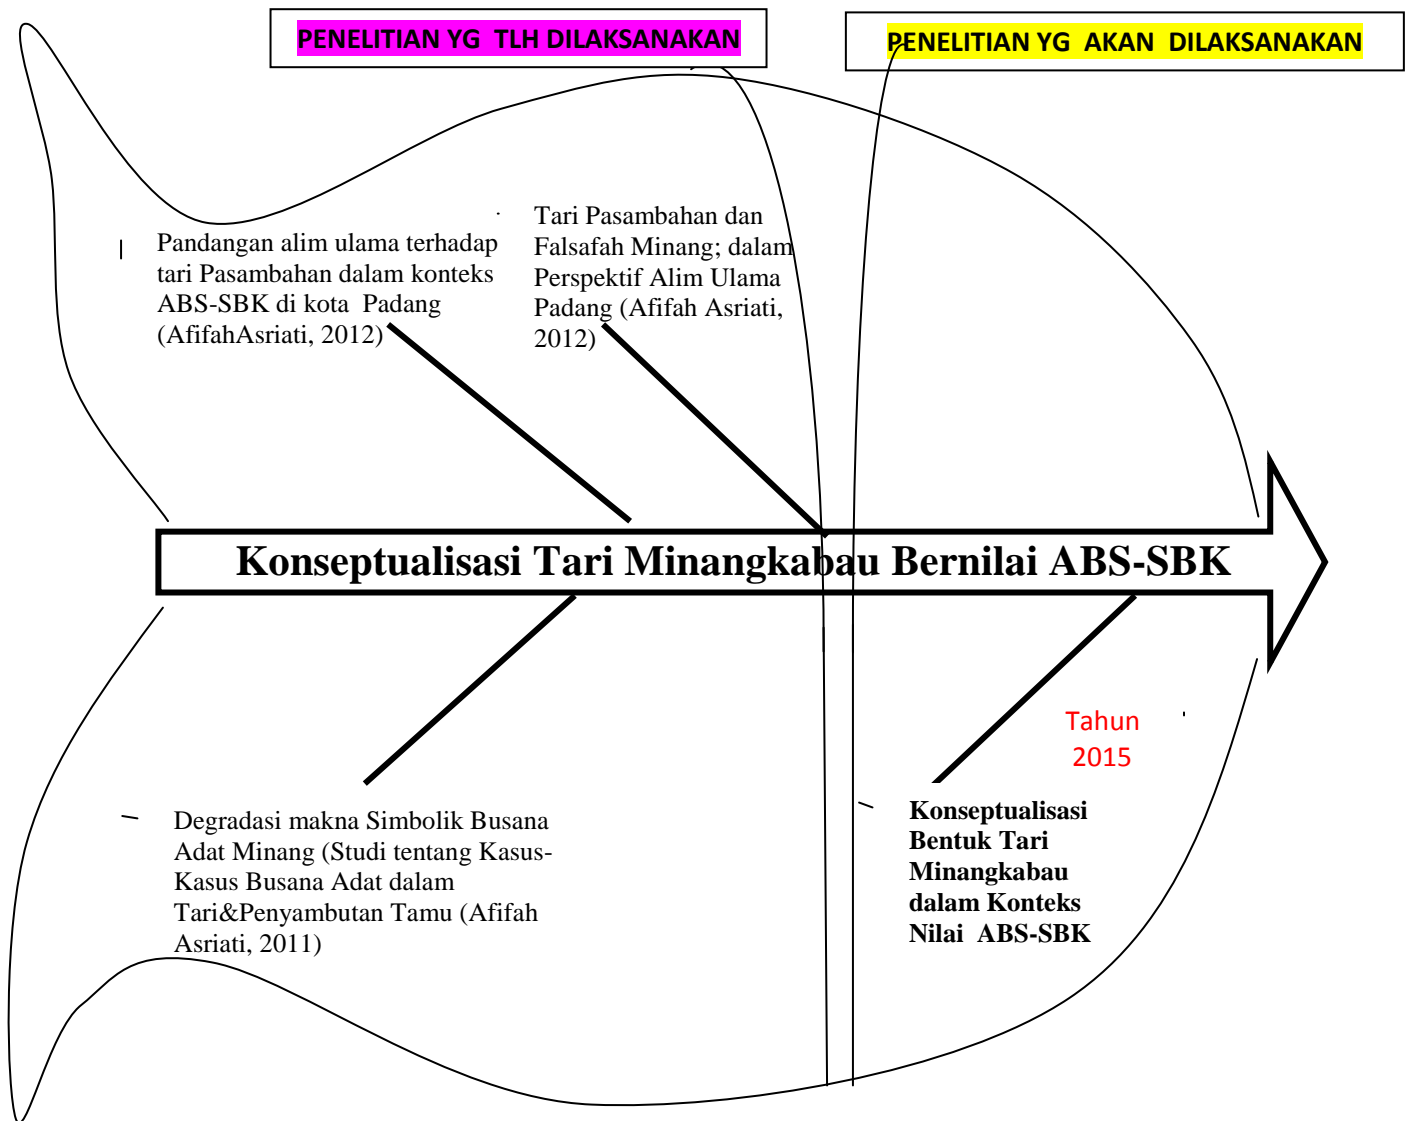 PENELITIAN YG TLH DILAKSANAKAN
PENELITIAN YG AKAN DILAKSANAKAN
Pandangan alim ulama terhadap
tari Pasambahan dalam konteks
ABS-SBK di kota Padang
(AfifahAsriati, 2012)
Tari Pasambahan dan
Falsafah Minang; dalam
Perspektif Alim Ulama
Padang (Afifah Asriati,
2012)
Konseptualisasi Tari Minangkabau Bernilai ABS-SBK
Degradasi makna Simbolik Busana
Adat Minang (Studi tentang Kasus-
Kasus Busana Adat dalam
Tari&Penyambutan Tamu (Afifah
Asriati, 2011)
Tahun
2015
Konseptualisasi
Bentuk Tari
Minangkabau
dalam Konteks
Nilai ABS-SBK